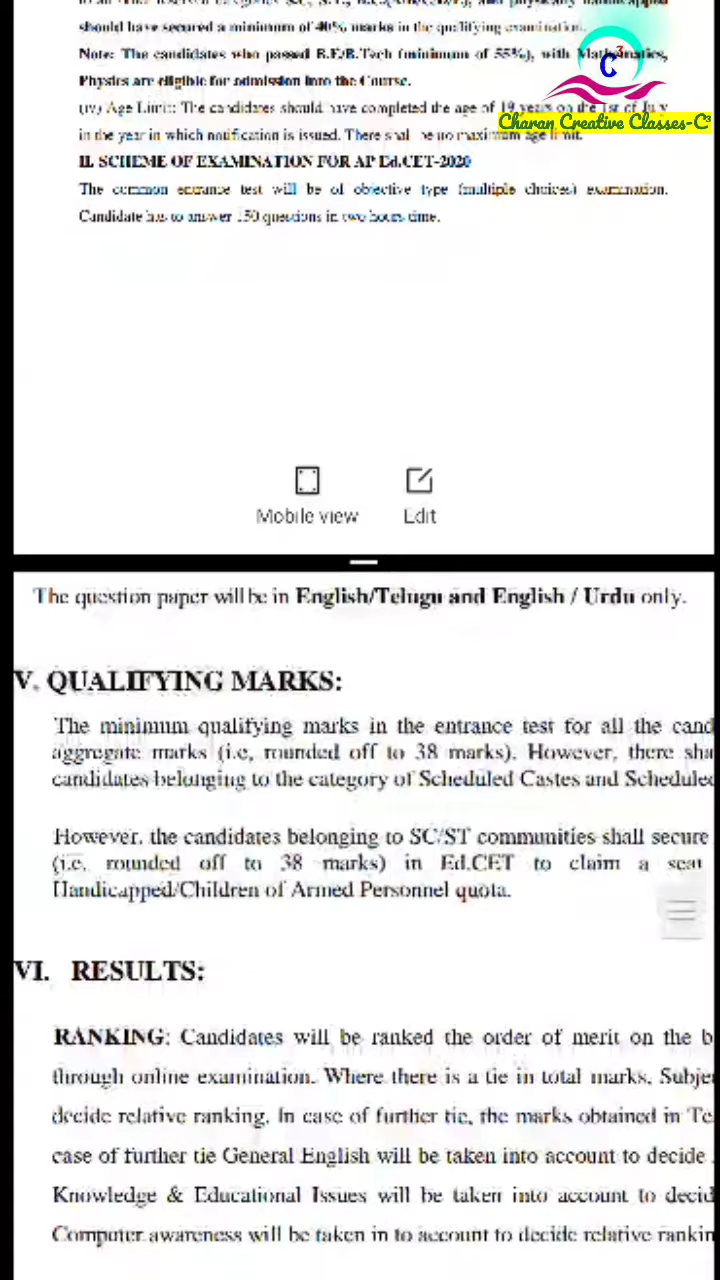 should have secured a minimum of 40% marks in the qualifying examination.
Note: The candidates who passed B.E/B.Tech (minimum of 55%), with Mathematics,
Physics are eligible for admission into the Course.
(iv) Age Limit: The candidates should have completed the age of 19 years on the 1st of July
in the year in which notification is issued. There shall be no maximum age limit.
C³
Charan Creative Classes-C³
II. SCHEME OF EXAMINATION FOR AP Ed.CET-2020
The common entrance test will be of objective type (multiple choices) examination.
Candidate has to answer 150 questions in two hours time.
Mobile view
Edit
The question paper will be in English/Telugu and English / Urdu only.
V. QUALIFYING MARKS:
The minimum qualifying marks in the entrance test for all the cand
aggregate marks (i.e, rounded off to 38 marks). However, there sha
candidates belonging to the category of Scheduled Castes and Scheduled
However, the candidates belonging to SC/ST communities shall secure
(i.e. rounded off to 38 marks) in Ed.CET to claim a seat
Handicapped/Children of Armed Personnel quota.
VI. RESULTS:
RANKING: Candidates will be ranked the order of merit on the b
through online examination. Where there is a tie in total marks, Subje
decide relative ranking. In case of further tie, the marks obtained in Te
case of further tie General English will be taken into account to decide
Knowledge & Educational Issues will be taken into account to decid
Computer awareness will be taken in to account to decide relative rankin